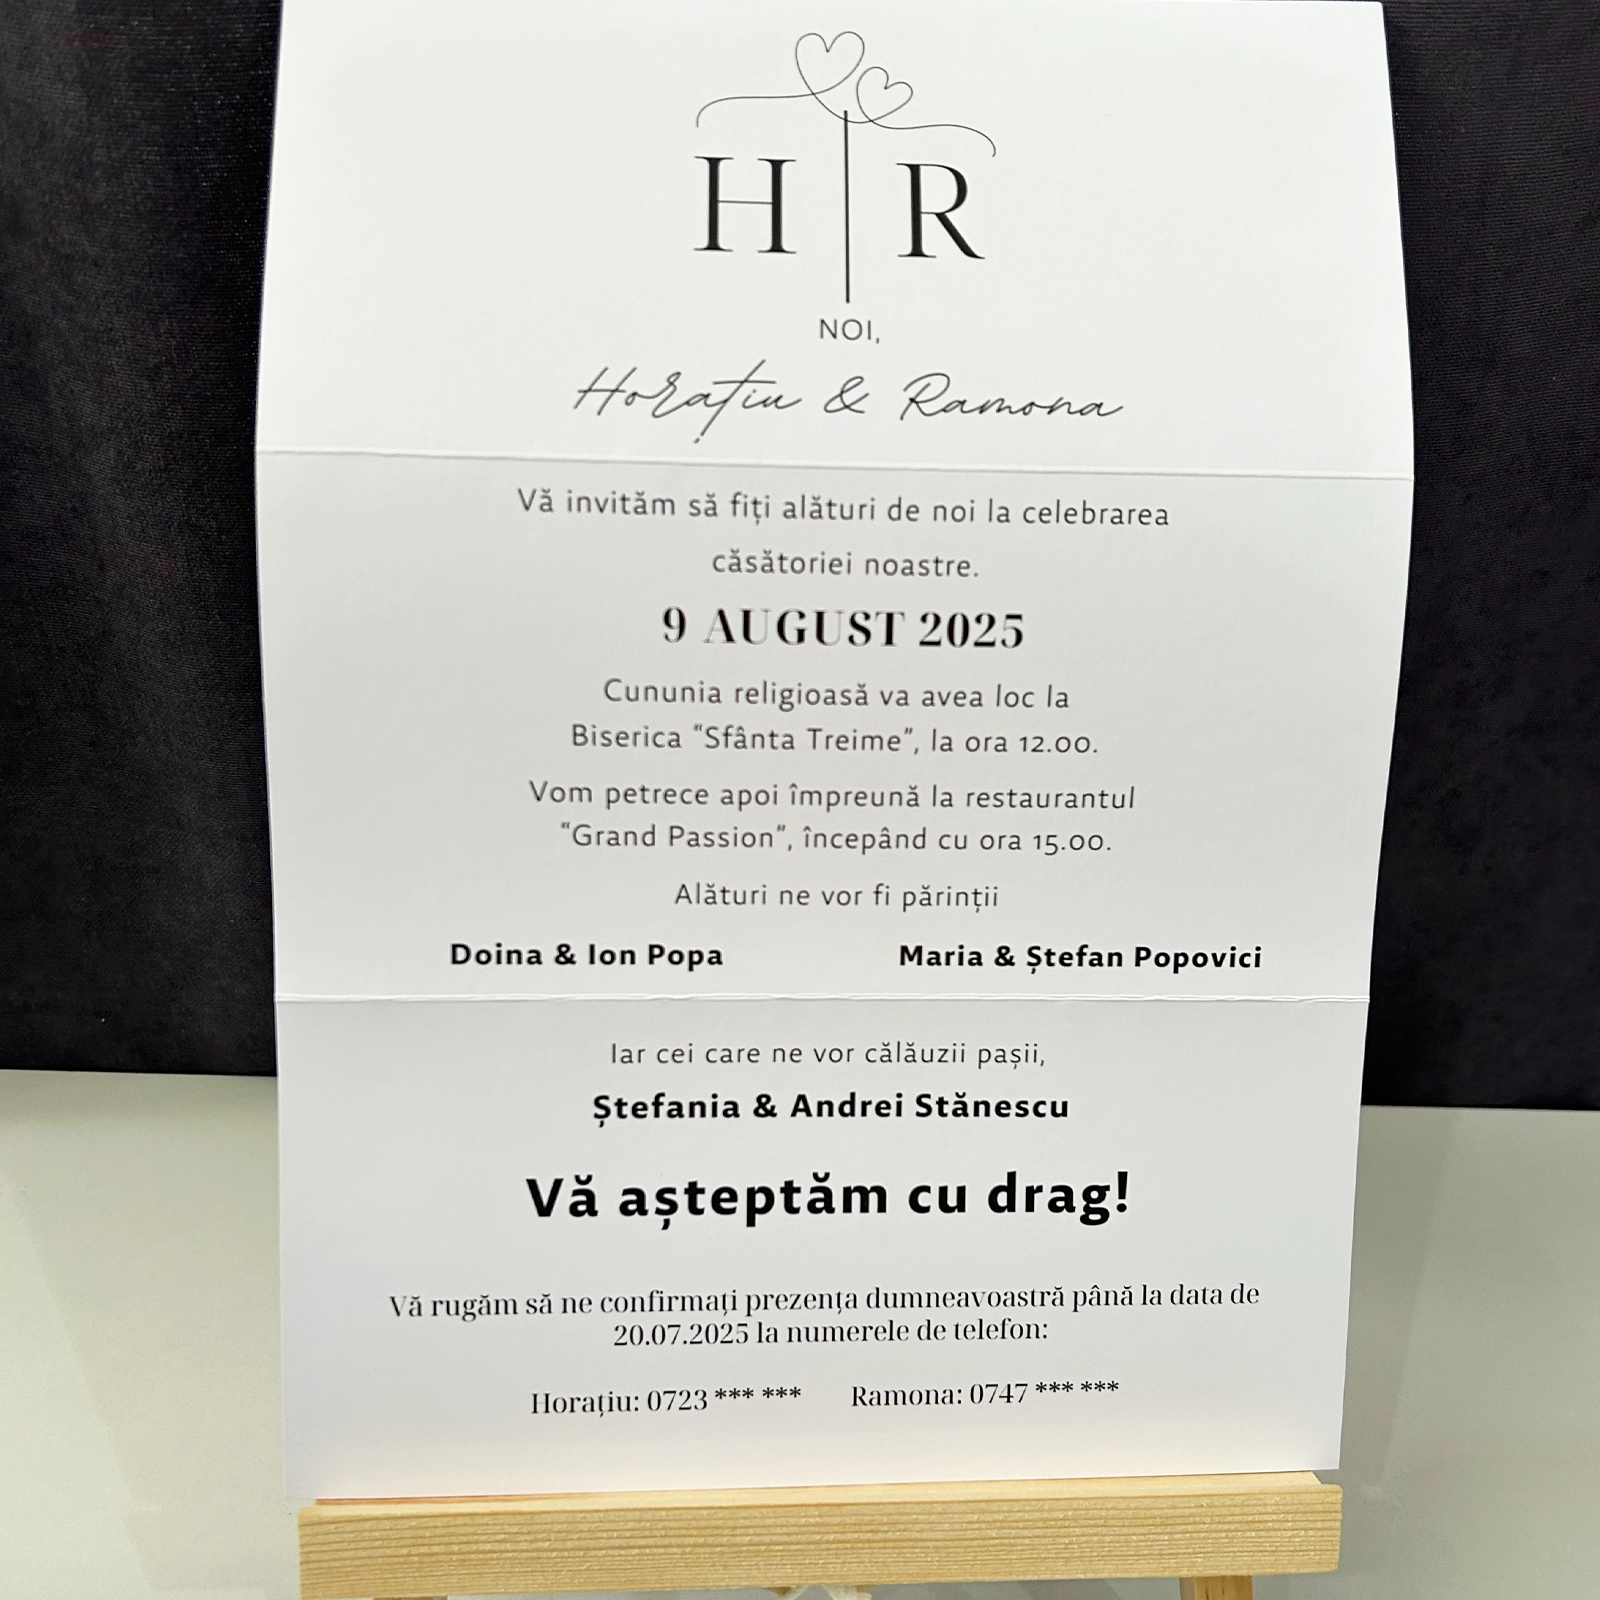 H R
NOI,
Horațiu & Ramona
Vă invităm să fiți alături de noi la celebrarea
căsătoriei noastre.
9 AUGUST 2025
Cununia religioasă va avea loc la
Biserica "Sfânta Treime", la ora 12.00.
Vom petrece apoi împreună la restaurantul
"Grand Passion", începând cu ora 15.00.
Alături ne vor fi părinții
Doina & Ion Popa Maria & Ștefan Popovici
Iar cei care ne vor călăuzii pașii,
Ștefania & Andrei Stănescu
Vă așteptăm cu drag!
Vă rugăm să ne confirmați prezența dumneavoastră până la data de
20.07.2025 la numerele de telefon:
Horațiu: 0723 *** *** Ramona: 0747 *** ***